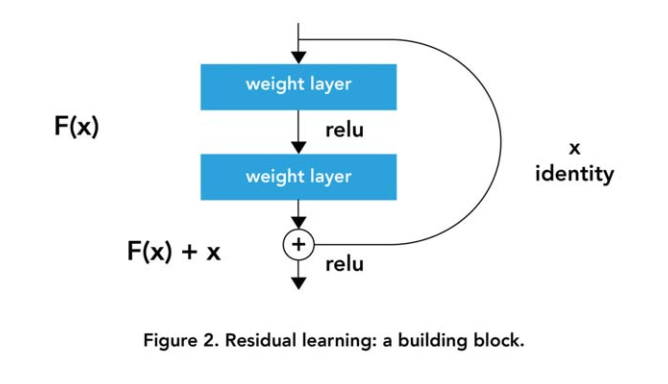 weight layer
F(x)
relu
x
identity
weight layer
F(x) + x
+
relu
Figure 2. Residual learning: a building block.